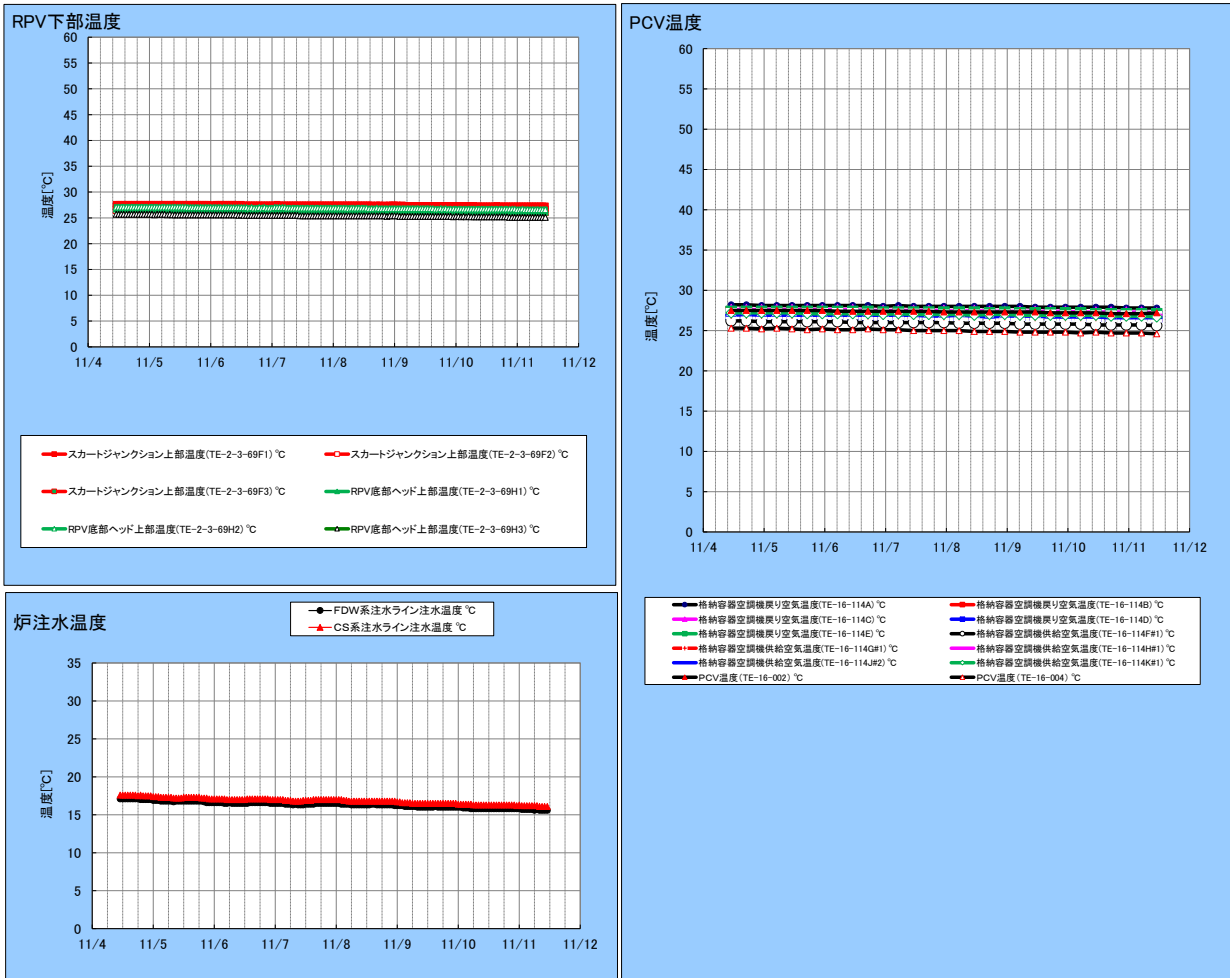 RPV下部温度
60
55
50
45
40
35
30
25
20
15
10
5
0
温度[℃]
11/4 11/5 11/6 11/7 11/8 11/9 11/10 11/11 11/12
スカートジャンクション上部温度(TE-2-3-69F1) ℃ スカートジャンクション上部温度(TE-2-3-69F2) ℃
スカートジャンクション上部温度(TE-2-3-69F3) ℃ RPV底部ヘッド上部温度(TE-2-3-69H1) ℃
RPV底部ヘッド上部温度(TE-2-3-69H2) ℃ RPV底部ヘッド上部温度(TE-2-3-69H3) ℃
炉注水温度
FDW系注水ライン注水温度 ℃
CS系注水ライン注水温度 ℃
35
30
25
20
15
10
5
0
温度[℃]
11/4 11/5 11/6 11/7 11/8 11/9 11/10 11/11 11/12
PCV温度
60
55
50
45
40
35
30
25
20
15
10
5
0
温度[℃]
11/4 11/5 11/6 11/7 11/8 11/9 11/10 11/11 11/12
格納容器空調機戻り空気温度(TE-16-114A) ℃ 格納容器空調機戻り空気温度(TE-16-114B) ℃
格納容器空調機戻り空気温度(TE-16-114C) ℃ 格納容器空調機戻り空気温度(TE-16-114D) ℃
格納容器空調機戻り空気温度(TE-16-114E) ℃ 格納容器空調機供給空気温度(TE-16-114F#1) ℃
格納容器空調機供給空気温度(TE-16-114G#1) ℃ 格納容器空調機供給空気温度(TE-16-114H#1) ℃
格納容器空調機供給空気温度(TE-16-114J#2) ℃ 格納容器空調機供給空気温度(TE-16-114K#1) ℃
PCV温度(TE-16-002) ℃ PCV温度(TE-16-004) ℃